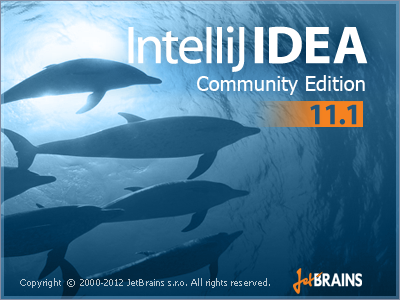 IntelliJ IDEA
Community Edition
11.1
Copyright © 2000-2012 JetBrains s.r.o. All rights reserved.
JetBRAINS